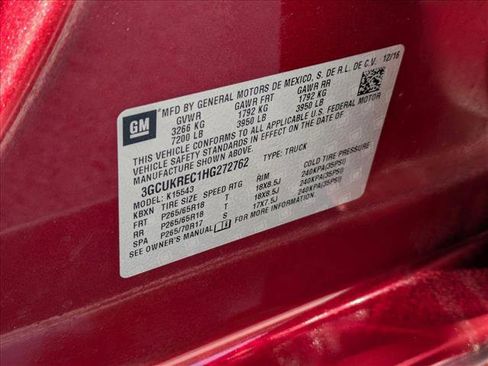 GM
MFD BY GENERAL MOTORS DE MEXICO, S. DE R.L. DE C.V. 12/16
GVWR GAWR FRT GAWR RR
3266 KG 1792 KG 1792 KG
7200 LB 3950 LB 3950 LB
THIS VEHICLE CONFORMS TO ALL APPLICABLE U.S. FEDERAL MOTOR
VEHICLE SAFETY STANDARDS IN EFFECT ON THE DATE OF
MANUFACTURE SHOWN ABOVE.
3GCUKREC1HG272762 TYPE: TRUCK
MODEL: K15543
KBXN TIRE SIZE SPEED RTG RIM COLD TIRE PRESSURE
FRT P265/65R18 T 18X8.5J 240KPA(35PSI)
RR P265/65R18 T 18X8.5J 240KPA(35PSI)
SPA P265/70R17 T 17X7.5J 240KPA(35PSI)
SEE OWNER'S MANUAL